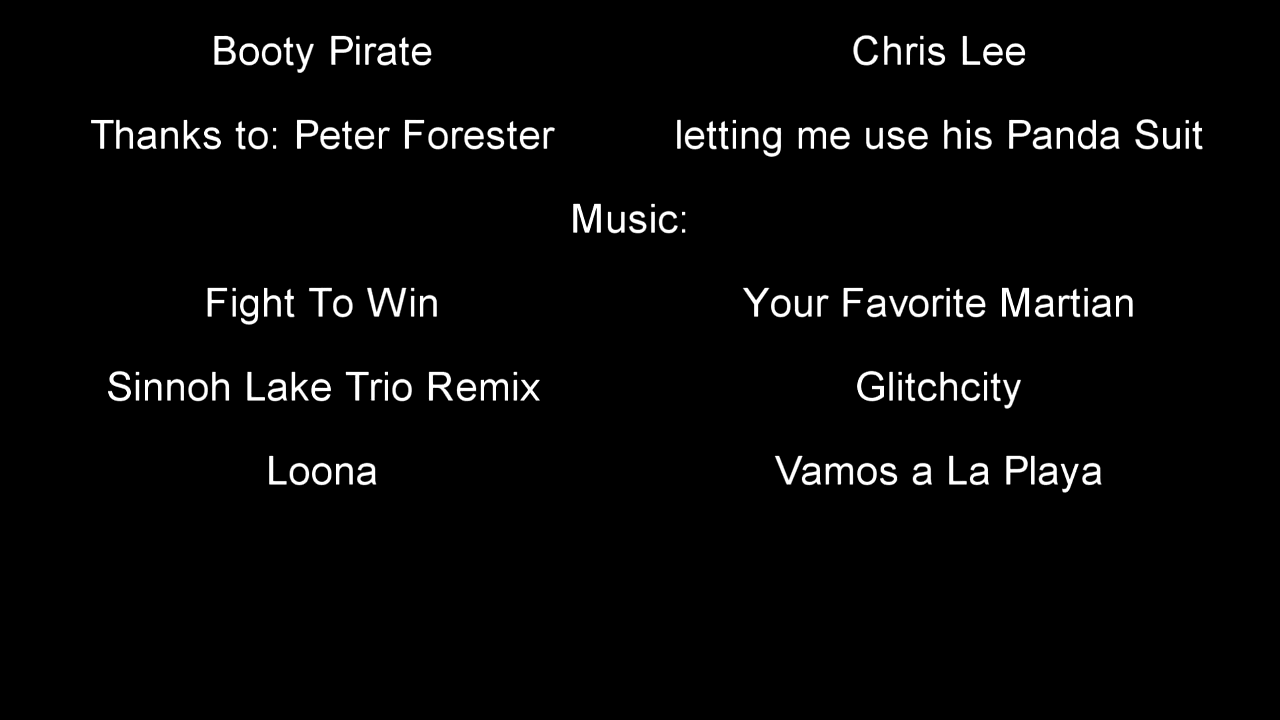 Booty Pirate Chris Lee
Thanks to: Peter Forester letting me use his Panda Suit
Music:
Fight To Win Your Favorite Martian
Sinnoh Lake Trio Remix Glitchcity
Loona Vamos a La Playa